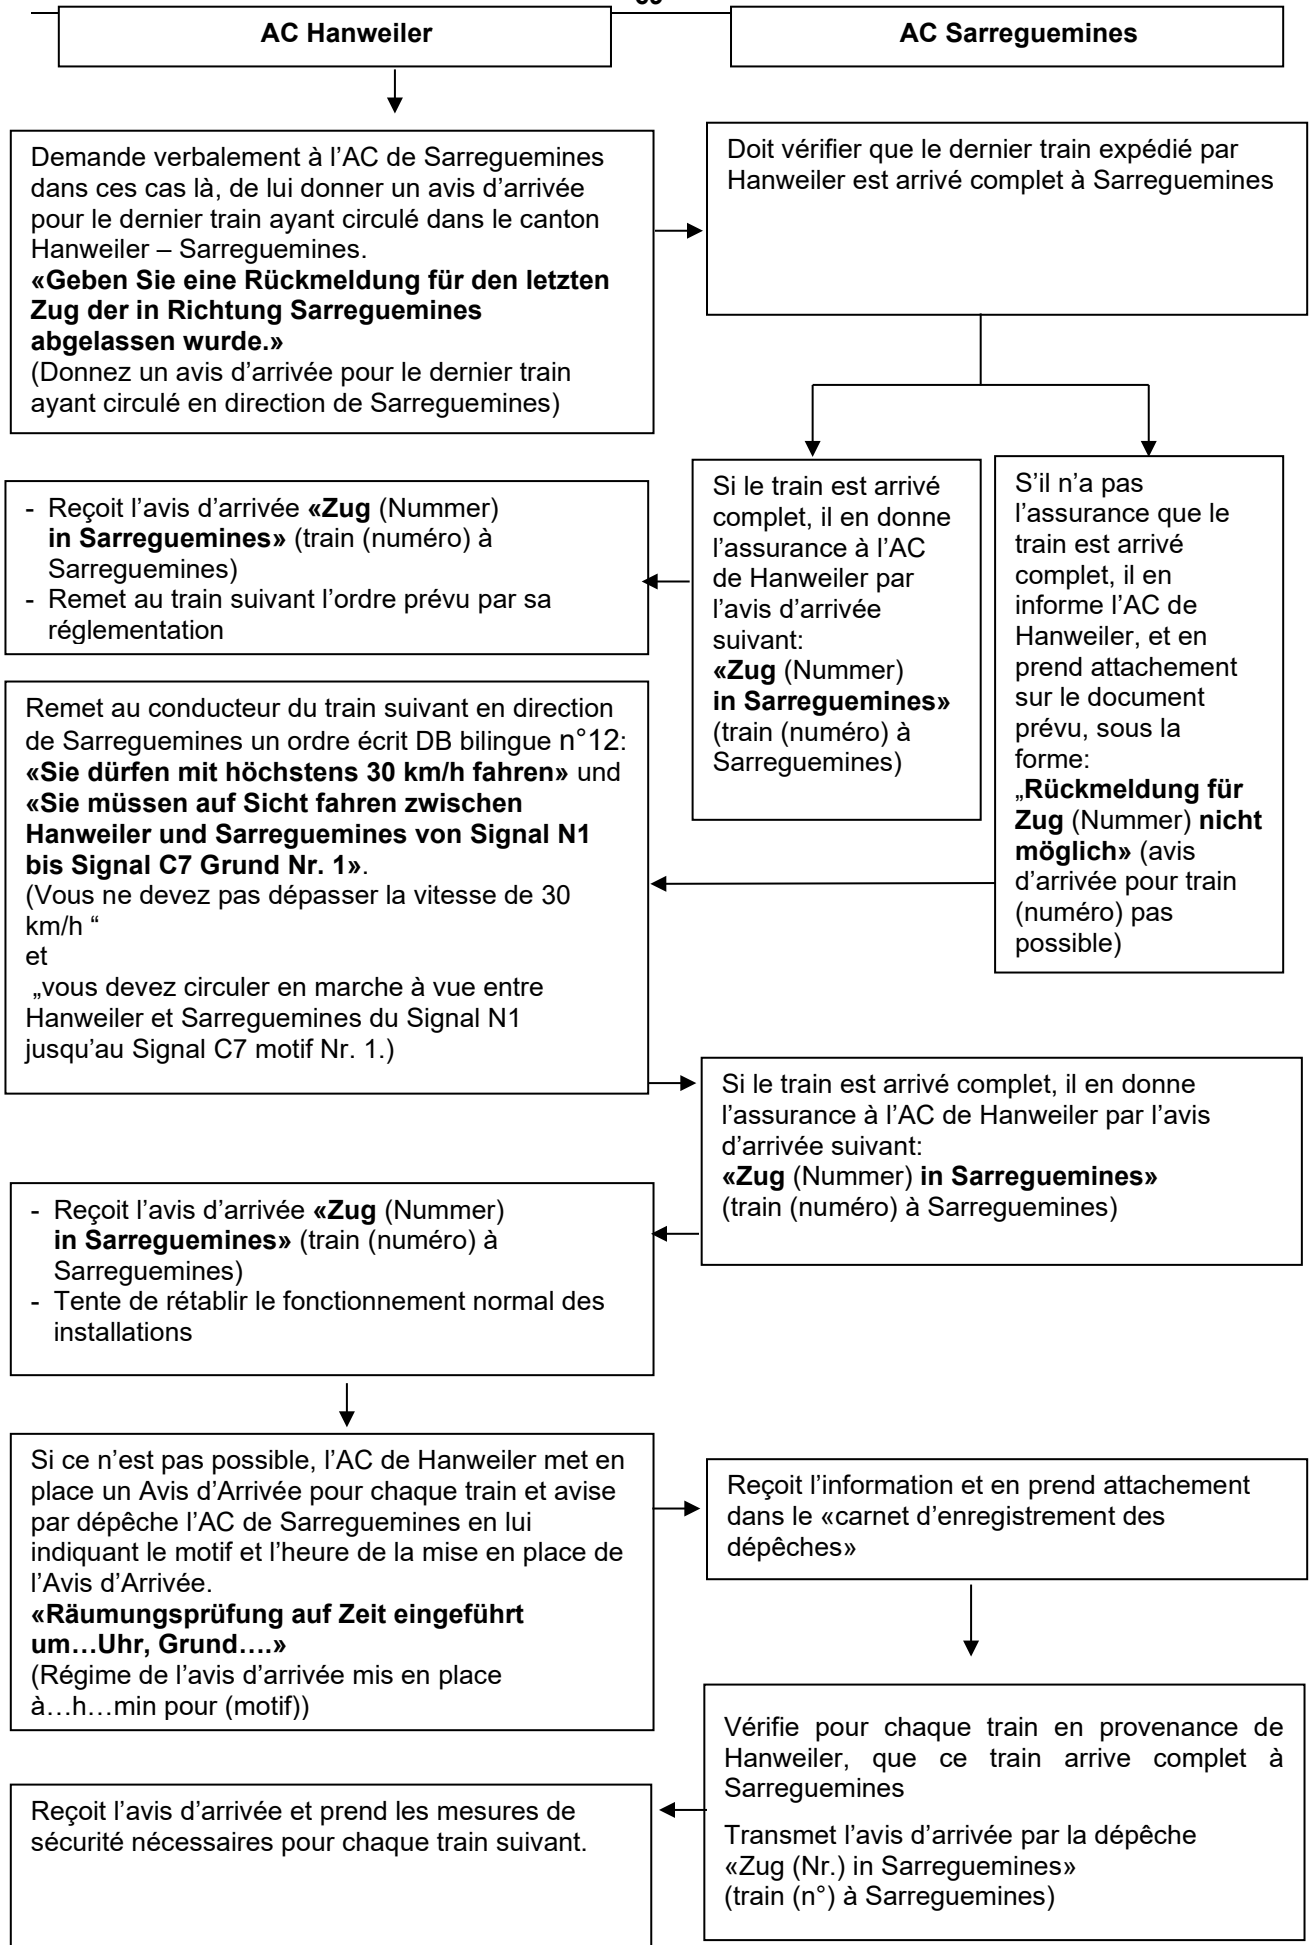 AC Hanweiler
AC Sarreguemines
Demande verbalement à l’AC de Sarreguemines
dans ces cas là, de lui donner un avis d’arrivée
pour le dernier train ayant circulé dans le canton
Hanweiler – Sarreguemines.
«Geben Sie eine Rückmeldung für den letzten
Zug der in Richtung Sarreguemines
abgelassen wurde.»
(Donnez un avis d’arrivée pour le dernier train
ayant circulé en direction de Sarreguemines)
Doit vérifier que le dernier train expédié par
Hanweiler est arrivé complet à Sarreguemines
Si le train est arrivé
complet, il en donne
l’assurance à l’AC
de Hanweiler par
l’avis d’arrivée
suivant:
«Zug (Nummer)
in Sarreguemines»
(train (numéro) à
Sarreguemines)
S’il n’a pas
l’assurance que le
train est arrivé
complet, il en
informe l’AC de
Hanweiler, et en
prend attachement
sur le document
prévu, sous la
forme:
„Rückmeldung für
Zug (Nummer) nicht
möglich» (avis
d’arrivée pour train
(numéro) pas
possible)
- Reçoit l’avis d’arrivée «Zug (Nummer)
in Sarreguemines» (train (numéro) à
Sarreguemines)
- Remet au train suivant l’ordre prévu par sa
réglementation
Remet au conducteur du train suivant en direction
de Sarreguemines un ordre écrit DB bilingue n°12:
«Sie dürfen mit höchstens 30 km/h fahren» und
«Sie müssen auf Sicht fahren zwischen
Hanweiler und Sarreguemines von Signal N1
bis Signal C7 Grund Nr. 1».
(Vous ne devez pas dépasser la vitesse de 30
km/h “
et
„vous devez circuler en marche à vue entre
Hanweiler et Sarreguemines du Signal N1
jusqu’au Signal C7 motif Nr. 1.)
Si le train est arrivé complet, il en donne
l’assurance à l’AC de Hanweiler par l’avis
d’arrivée suivant:
«Zug (Nummer) in Sarreguemines»
(train (numéro) à Sarreguemines)
- Reçoit l’avis d’arrivée «Zug (Nummer)
in Sarreguemines» (train (numéro) à
Sarreguemines)
- Tente de rétablir le fonctionnement normal des
installations
Si ce n’est pas possible, l’AC de Hanweiler met en
place un Avis d’Arrivée pour chaque train et avise
par dépêche l’AC de Sarreguemines en lui
indiquant le motif et l’heure de la mise en place de
l’Avis d’Arrivée.
«Räumungsprüfung auf Zeit eingeführt
um…Uhr, Grund….»
(Régime de l’avis d’arrivée mis en place
à…h…min pour (motif))
Reçoit l’information et en prend attachement
dans le «carnet d’enregistrement des
dépêches»
Vérifie pour chaque train en provenance de
Hanweiler, que ce train arrive complet à
Sarreguemines
Transmet l’avis d’arrivée par la dépêche
«Zug (Nr.) in Sarreguemines»
(train (n°) à Sarreguemines)
Reçoit l’avis d’arrivée et prend les mesures de
sécurité nécessaires pour chaque train suivant.